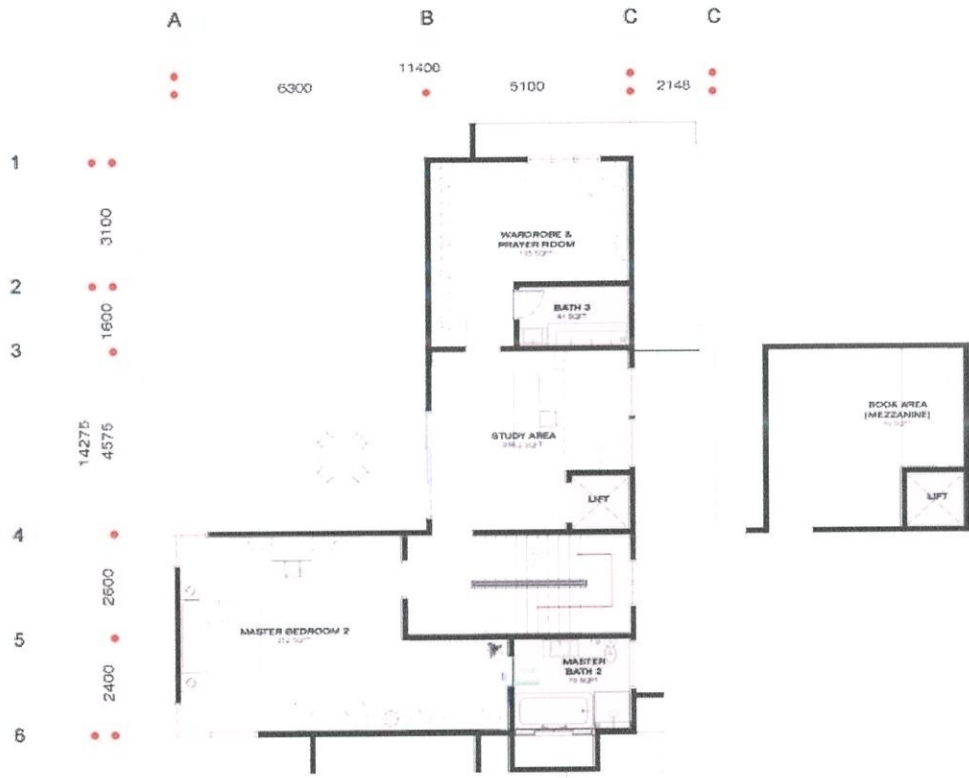 A B C C
11400
6300 5100 2148
1
3100
WARDROBE &
PRAYER ROOM
2
1600
BATH 3
3
14275
4575
STUDY AREA
LIFT
BOOK AREA
(MEZZANINE)
LIFT
4
2600
MASTER BEDROOM 2
5
MASTER
BATH 2
2400
6